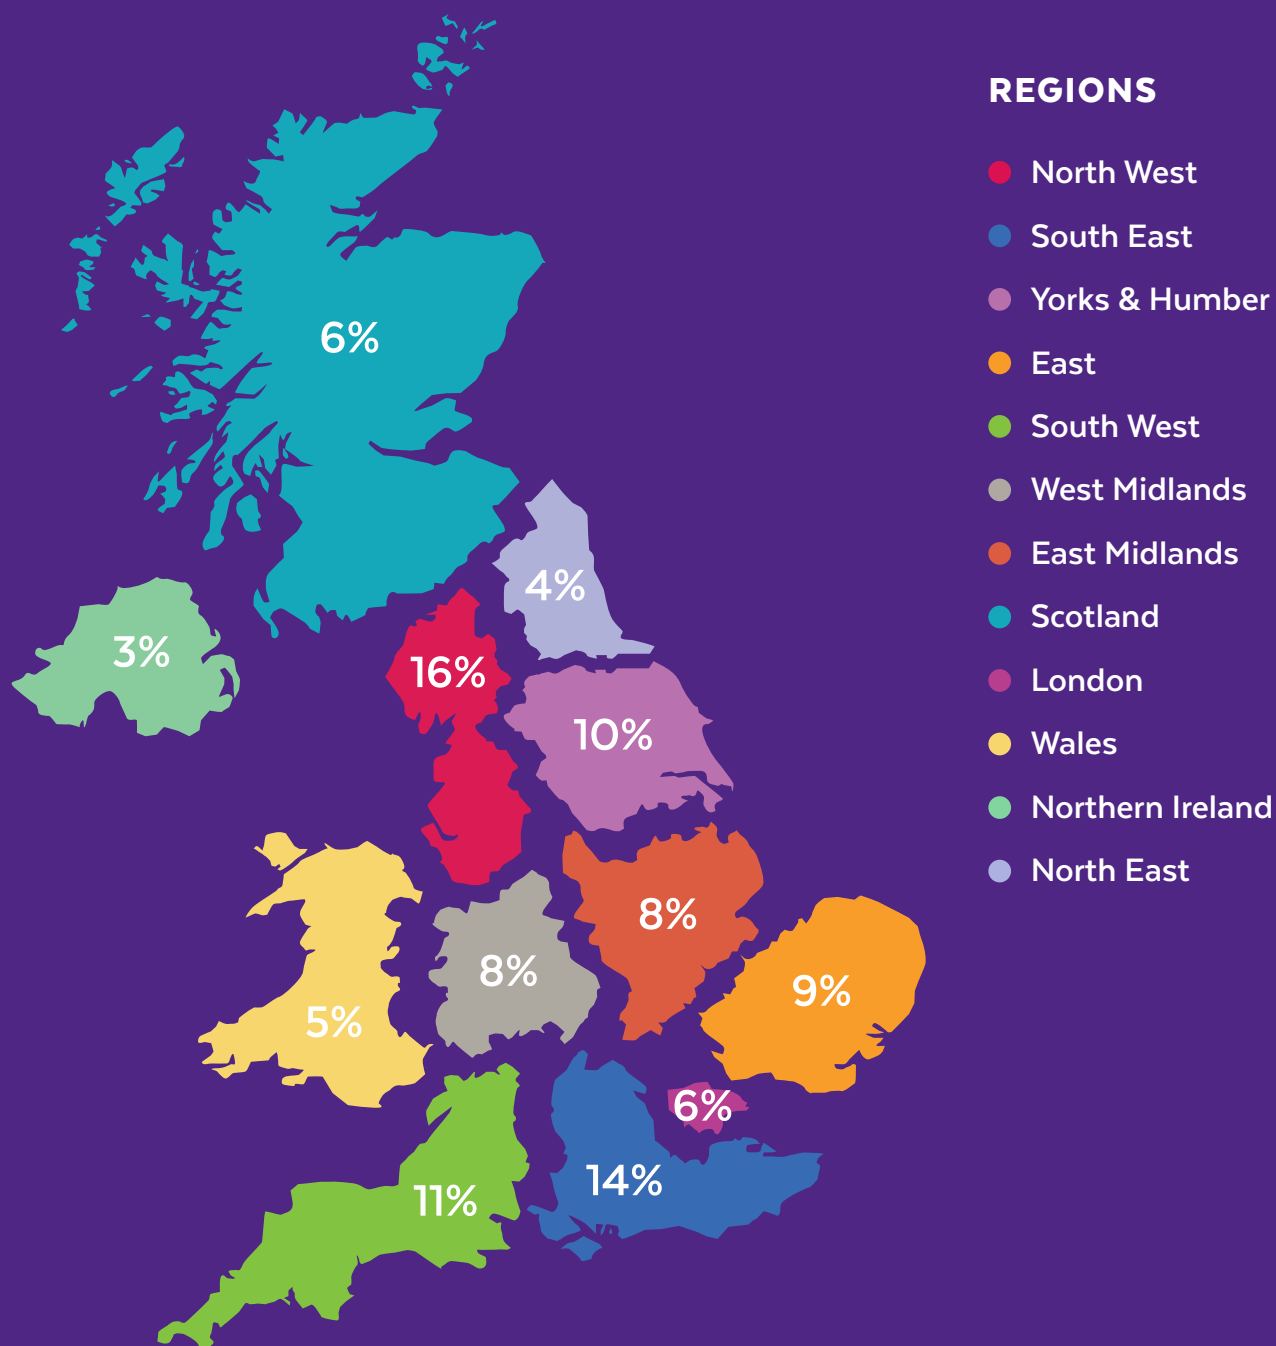 REGIONS
North West
South East
Yorks & Humber
East
South West
West Midlands
East Midlands
Scotland
London
Wales
Northern Ireland
North East
6%
4%
3%
16%
10%
8%
8%
9%
5%
6%
14%
11%